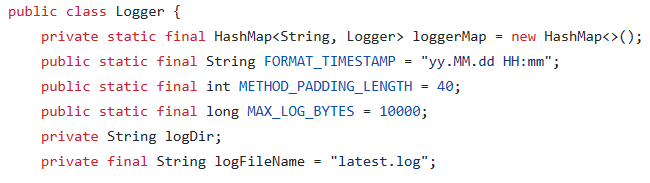 public class Logger {
    private static final HashMap<String, Logger> loggerMap = new HashMap<>();
    public static final String FORMAT_TIMESTAMP = "yy.MM.dd HH:mm";
    public static final int METHOD_PADDING_LENGTH = 40;
    public static final long MAX_LOG_BYTES = 10000;
    private String logDir;
    private final String logFileName = "latest.log";